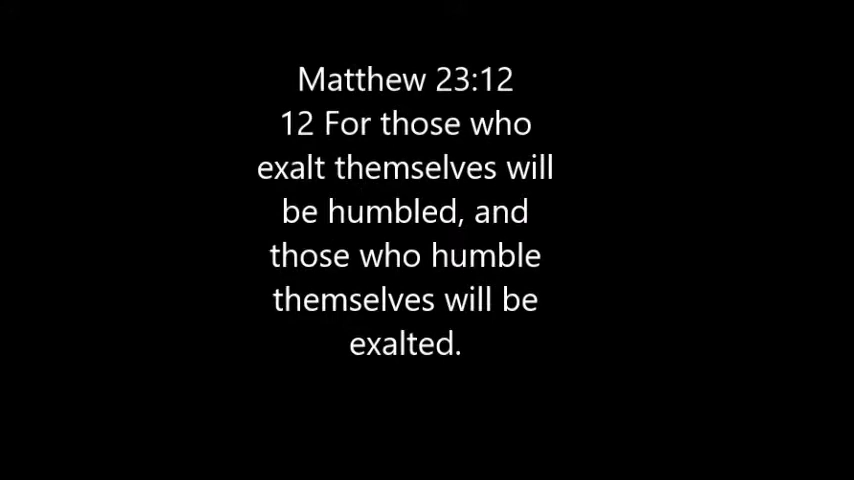 Matthew 23:12
12 For those who
exalt themselves will
be humbled, and
those who humble
themselves will be
exalted.